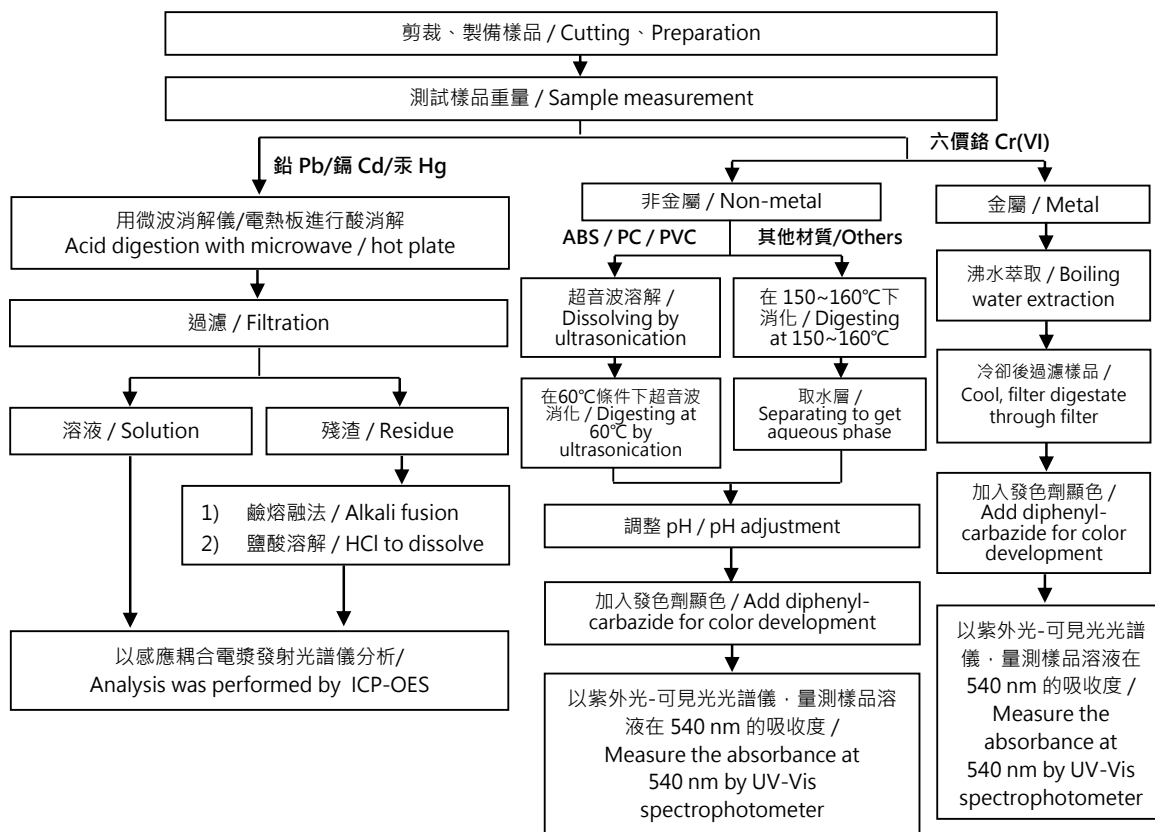 剪裁、製備樣品 / Cutting、Preparation
測試樣品重量 / Sample measurement
鉛 Pb/鎘 Cd/汞 Hg
六價鉻 Cr(VI)
用微波消解儀/電熱板進行酸消解
Acid digestion with microwave / hot plate
過濾 / Filtration
溶液 / Solution
殘渣 / Residue
1) 鹼熔融法 / Alkali fusion
2) 鹽酸溶解 / HCl to dissolve
以感應耦合電漿發射光譜儀分析/
Analysis was performed by ICP-OES
非金屬 / Non-metal
ABS / PC / PVC
其他材質/Others
超音波溶解 /
Dissolving by
ultrasonication
在60℃條件下超音波
消化 / Digesting at
60℃ by
ultrasonication
在 150~160℃下
消化 / Digesting
at 150~160℃
取水層 /
Separating to get
aqueous phase
調整 pH / pH adjustment
加入發色劑顯色 / Add diphenyl-
carbazide for color development
以紫外光-可見光光譜儀，量測樣品溶
液在 540 nm 的吸收度 /
Measure the absorbance at
540 nm by UV-Vis
spectrophotometer
金屬 / Metal
沸水萃取 / Boiling
water extraction
冷卻後過濾樣品 /
Cool, filter digestate
through filter
加入發色劑顯色 /
Add diphenyl-
carbazide for color
development
以紫外光-可見光光譜
儀，量測樣品溶液在
540 nm 的吸收度 /
Measure the
absorbance at
540 nm by UV-Vis
spectrophotometer